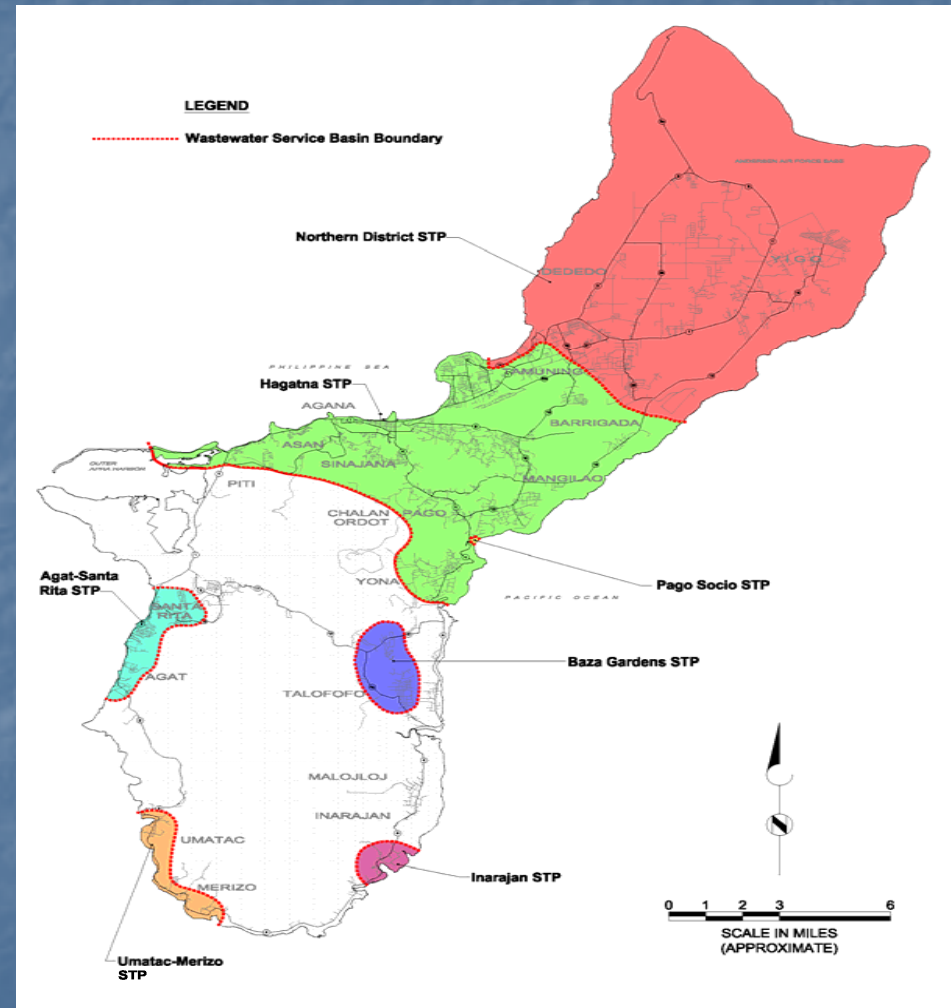 LEGEND
Wastewater Service Basin Boundary
ANDERSEN AIR FORCE BASE
Northern District STP
YIGO
DEDEDO
PHILIPPINE SEA
TAMUNING
Hagatna STP
AGANA
BARRIGADA
ASAN
SINAJANA
OUTER
APRA HARBOR
MANGILAO
PITI
CHALAN
ORDOT
PAGO
Agat-Santa
Rita STP
YONA
Pago Socio STP
PACIFIC OCEAN
SANTA
RITA
Baza Gardens STP
AGAT
TALOFOFO
MALOJLOJ
INARAJAN
UMATAC
Inarajan STP
MERIZO
0 1 2 3 6
SCALE IN MILES
(APPROXIMATE)
Umatac-Merizo
STP